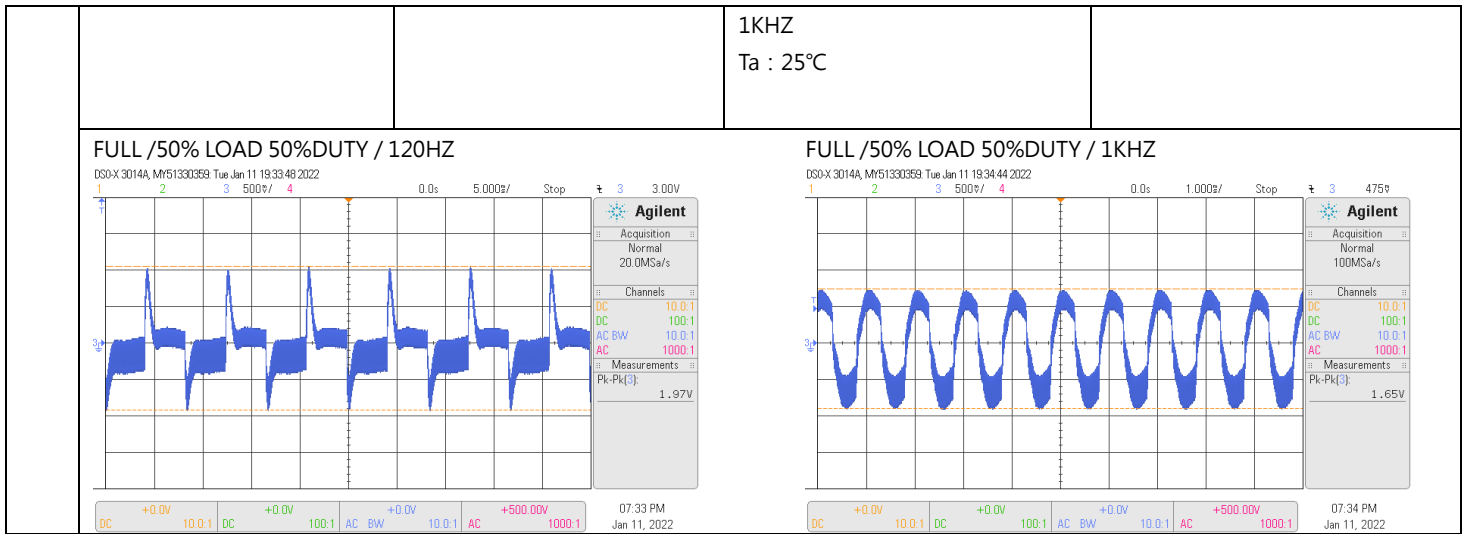 1KHZ
Ta：25℃
FULL /50% LOAD 50%DUTY / 120HZ
DSO-X 3014A, MY51330359: Tue Jan 11 19:33:48 2022
1 2 3 500▿/ 4 0.0s 5.000▿/ Stop 3 3.00V
T
3
Agilent
Acquisition
Normal
20.0MSa/s
Channels
DC 10.0:1
DC 100:1
AC BW 10.0:1
AC 1000:1
Measurements
Pk-Pk(3):
1.97V
+0.0V +0.0V +0.0V +500.00V
DC 10.0:1 DC 100:1 AC BW 10.0:1 AC 1000:1
07:33 PM
Jan 11, 2022
FULL /50% LOAD 50%DUTY / 1KHZ
DSO-X 3014A, MY51330359: Tue Jan 11 19:34:44 2022
1 2 3 500▿/ 4 0.0s 1.000▿/ Stop 3 475▿
T
3
Agilent
Acquisition
Normal
100MSa/s
Channels
DC 10.0:1
DC 100:1
AC BW 10.0:1
AC 1000:1
Measurements
Pk-Pk(3):
1.65V
+0.0V +0.0V +0.0V +500.00V
DC 10.0:1 DC 100:1 AC BW 10.0:1 AC 1000:1
07:34 PM
Jan 11, 2022